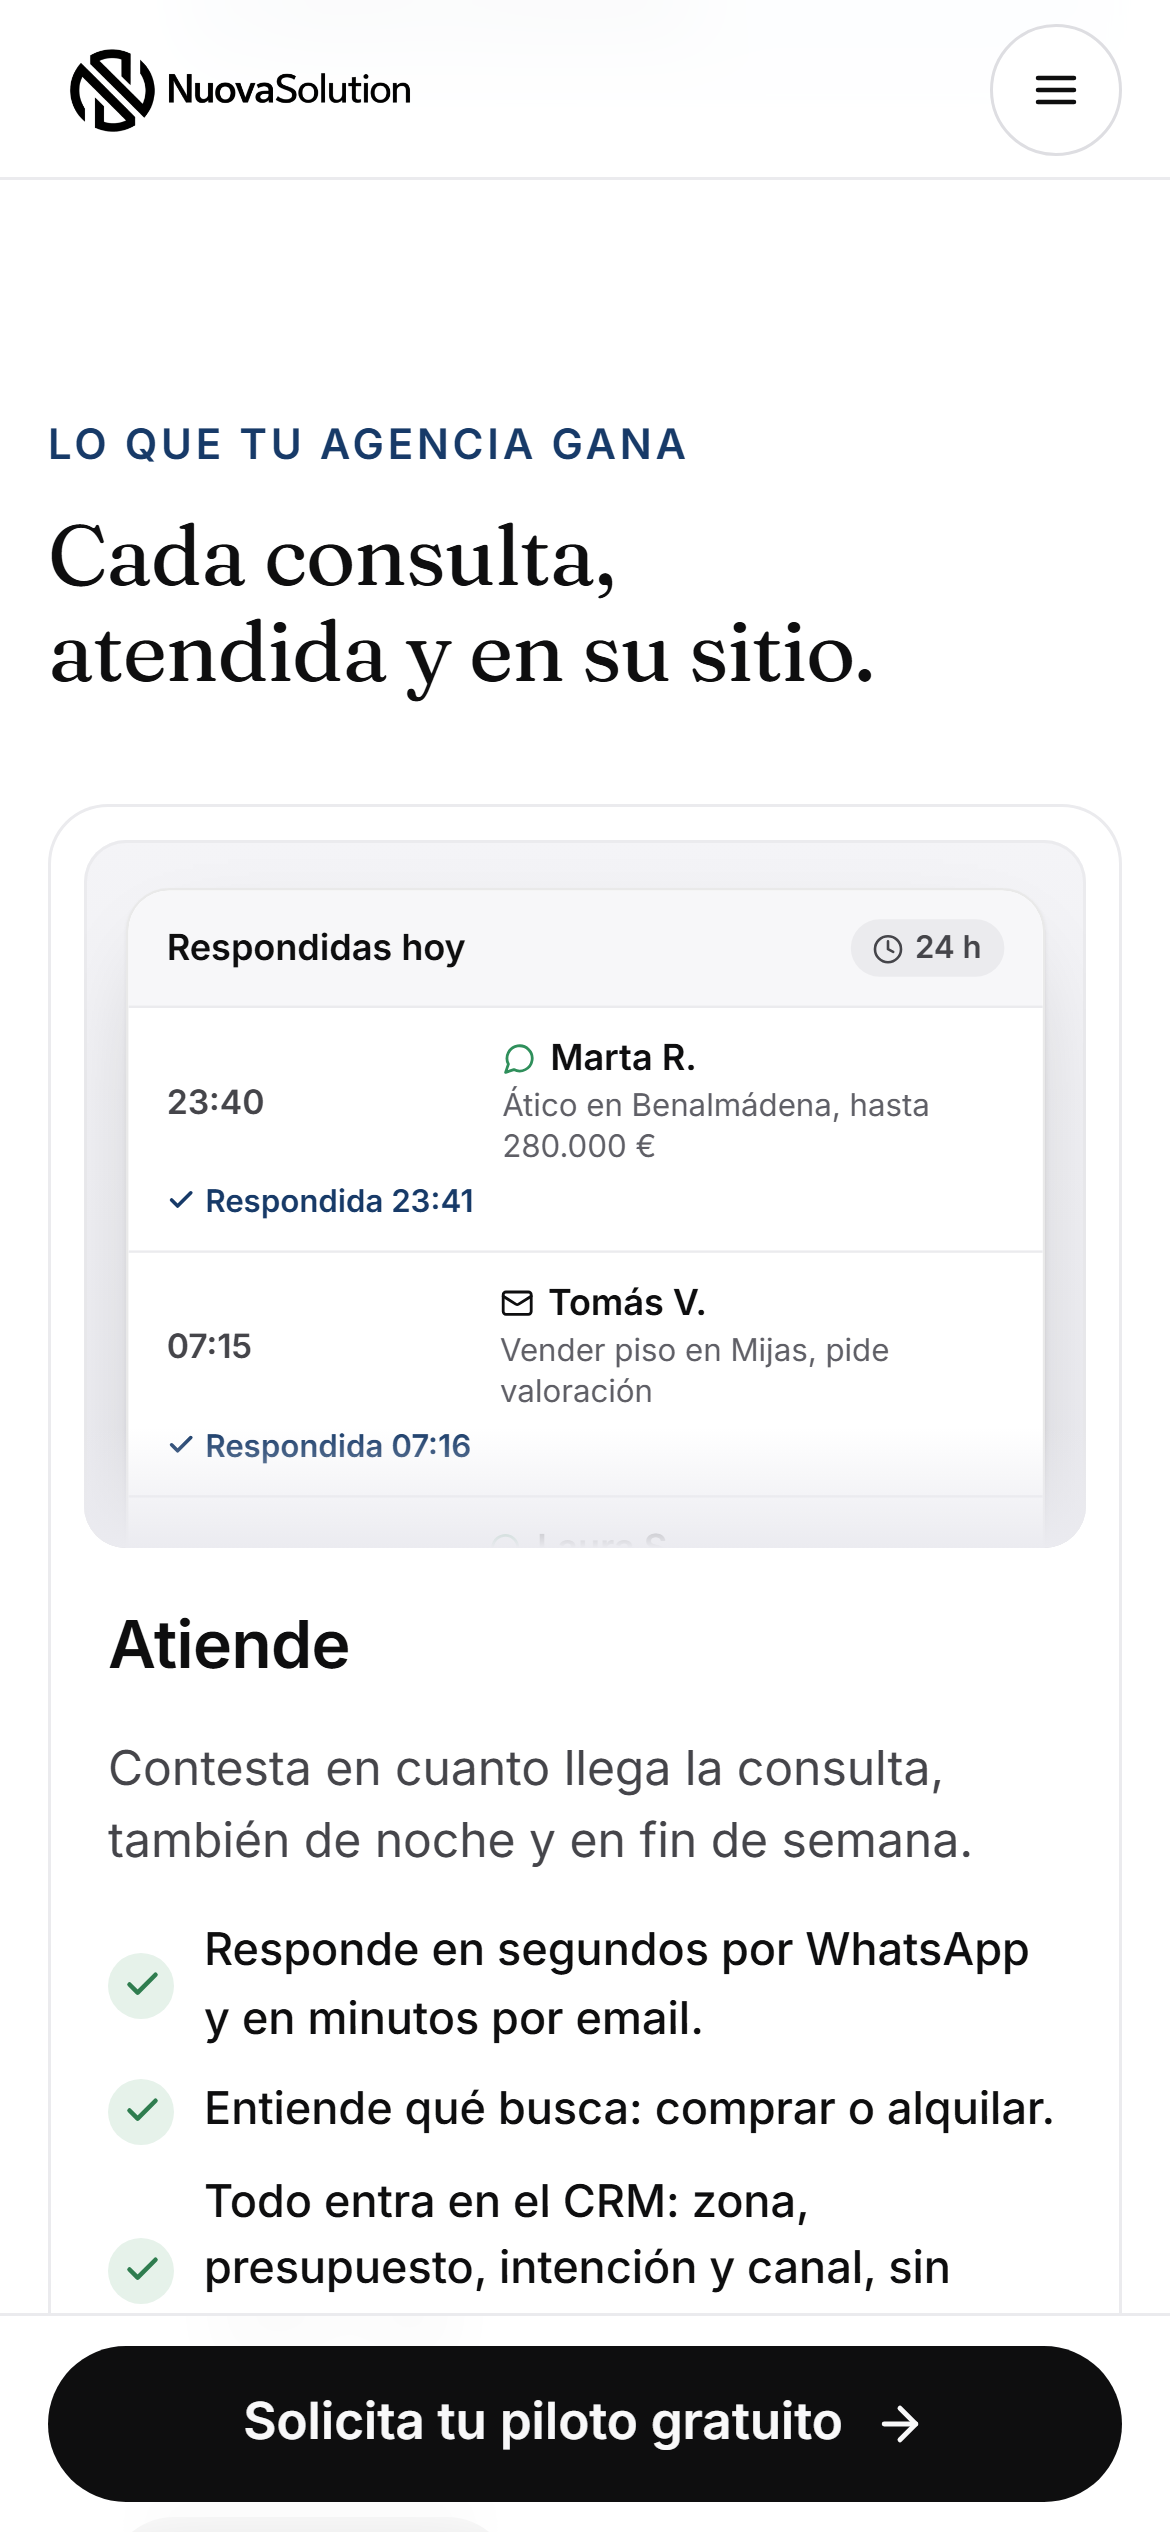 NuovaSolution
LO QUE TU AGENCIA GANA
Cada consulta,
atendida y en su sitio.
Respondidas hoy
24 h
23:40
Marta R.
Ático en Benalmádena, hasta
280.000 €
Respondida 23:41
07:15
Tomás V.
Vender piso en Mijas, pide
valoración
Respondida 07:16
Laura S.
Atiende
Contesta en cuanto llega la consulta,
también de noche y en fin de semana.
Responde en segundos por WhatsApp
y en minutos por email.
Entiende qué busca: comprar o alquilar.
Todo entra en el CRM: zona,
presupuesto, intención y canal, sin
Solicita tu piloto gratuito